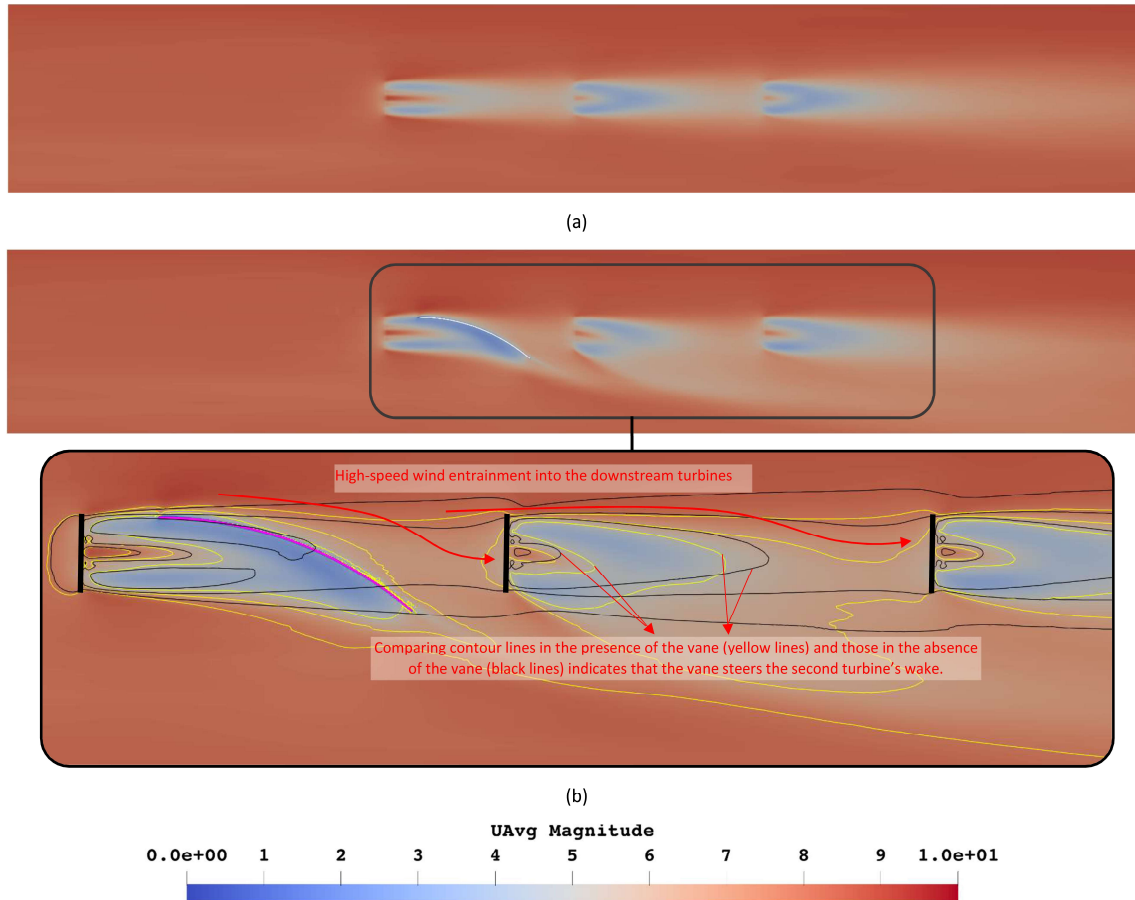 (a)
High-speed wind entrainment into the downstream turbines
Comparing contour lines in the presence of the vane (yellow lines) and those in the absence
of the vane (black lines) indicates that the vane steers the second turbine's wake.
(b)
UAvg Magnitude
0.0e+00 1 2 3 4 5 6 7 8 9 1.0e+01